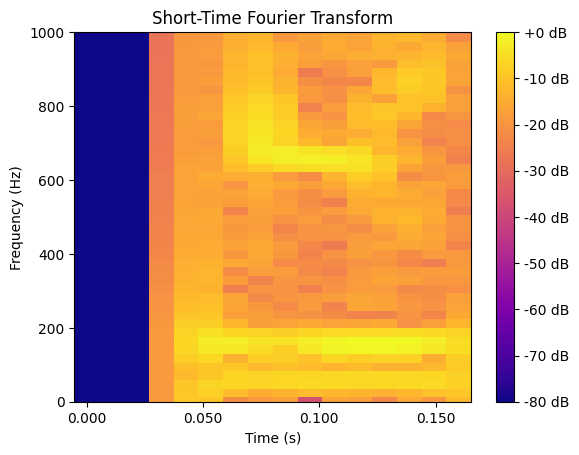 Short-Time Fourier Transform
1000
800
600
400
200
0
Frequency (Hz)
0.000
0.050
0.100
0.150
Time (s)
+0 dB
-10 dB
-20 dB
-30 dB
-40 dB
-50 dB
-60 dB
-70 dB
-80 dB